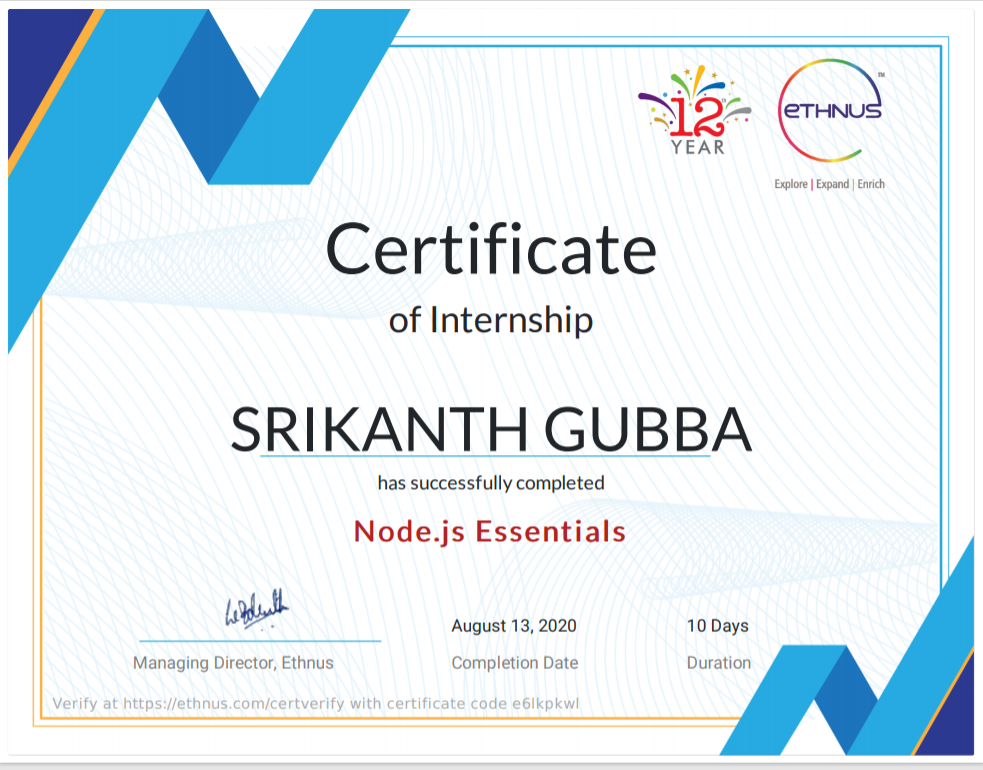 12
YEAR
eTHNUS™
Explore | Expand | Enrich
Certificate
of Internship
SRIKANTH GUBBA
has successfully completed
Node.js Essentials
August 13, 2020
10 Days
Managing Director, Ethnus
Completion Date
Duration
Verify at https://ethnus.com/certverify with certificate code e6lkpkwl